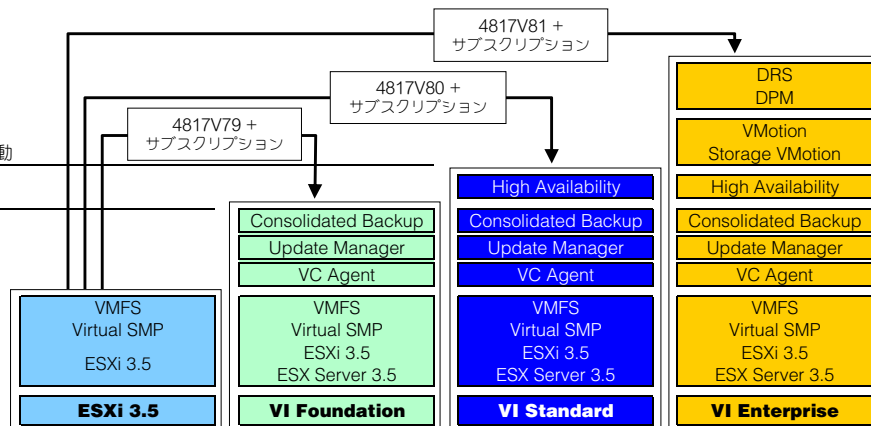 4817V81 +
サブスクリプション
4817V80 +
サブスクリプション
4817V79 +
サブスクリプション
動
DRS
DPM
VMotion
Storage VMotion
High Availability
High Availability
Consolidated Backup
Consolidated Backup
Consolidated Backup
Update Manager
Update Manager
Update Manager
VC Agent
VC Agent
VC Agent
VMFS
Virtual SMP
ESXi 3.5
VMFS
Virtual SMP
ESXi 3.5
ESX Server 3.5
VMFS
Virtual SMP
ESXi 3.5
ESX Server 3.5
VMFS
Virtual SMP
ESXi 3.5
ESX Server 3.5
ESXi 3.5
VI Foundation
VI Standard
VI Enterprise